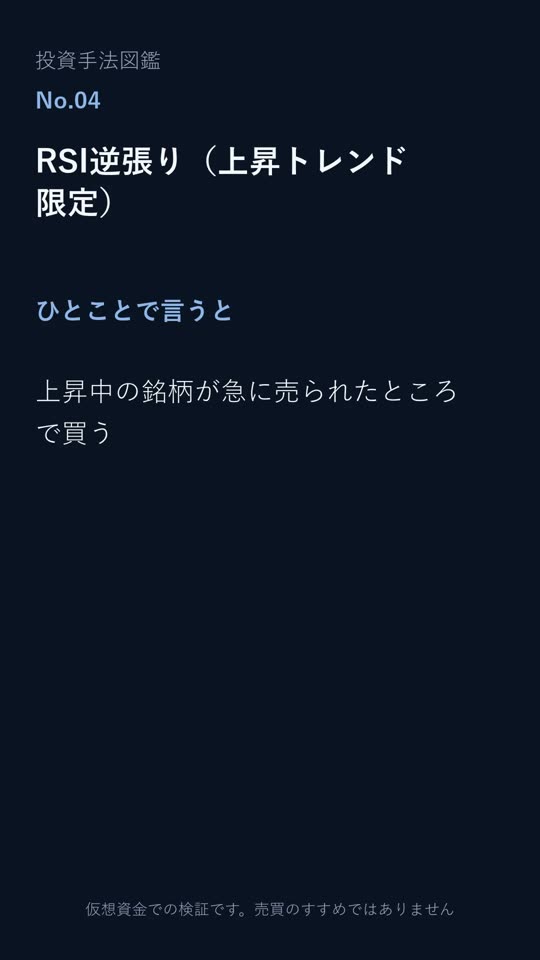 投資手法図鑑
No.04
RSI逆張り（上昇トレンド
限定）
ひとことで言うと
上昇中の銘柄が急に売られたところ
で買う
仮想資金での検証です。売買のすすめではありません